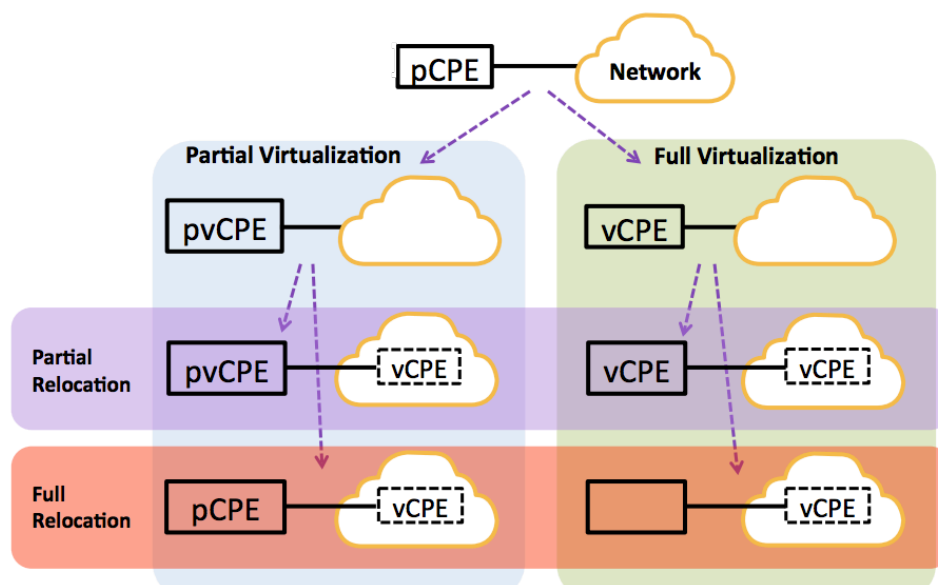 pCPE
Network
Partial Virtualization
Full Virtualization
pvCPE
vCPE
Partial
Relocation
pvCPE
vCPE
vCPE
vCPE
Full
Relocation
pCPE
vCPE
vCPE